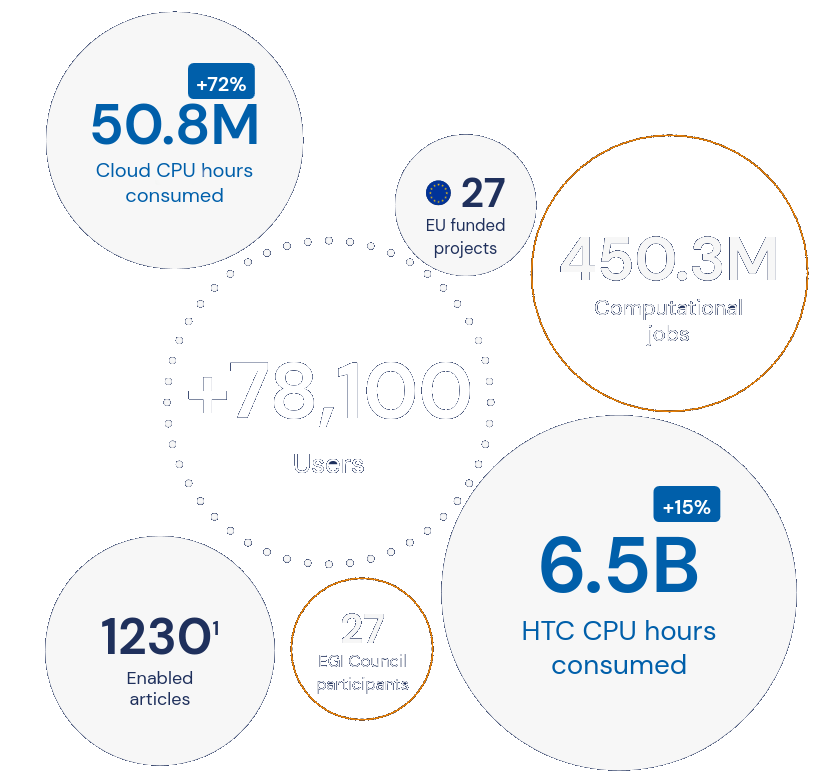 +72%
50.8M
Cloud CPU hours
consumed
27
EU funded
projects
450.3M
Computational
jobs
+78,100
Users
+15%
6.5B
HTC CPU hours
consumed
1230¹
Enabled
articles
27
EGI Council
participants